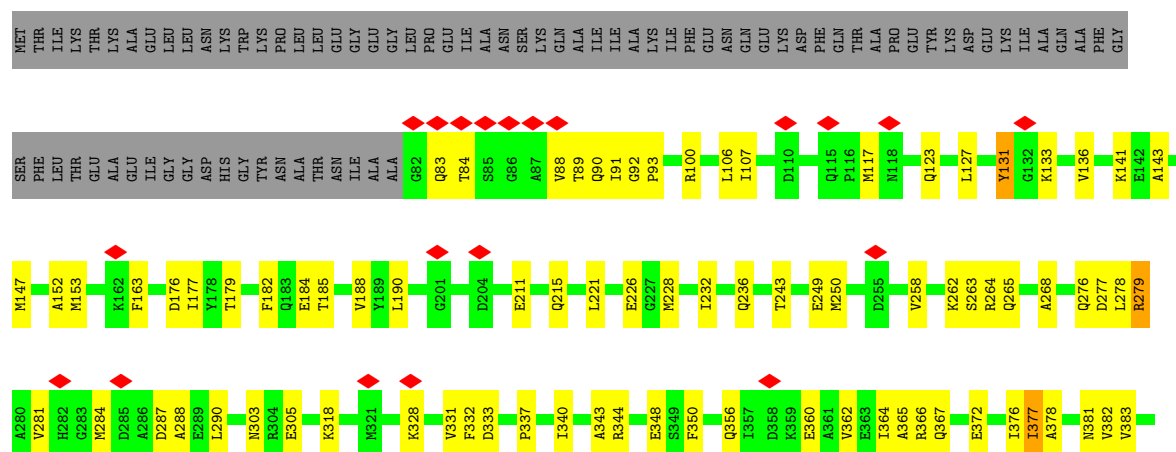 MET THR ILE LYS THR LYS ALA GLU LEU LEU ASN LYS TRP LYS PRO LEU LEU GLU GLY GLU GLY LEU PRO GLU ILE ALA ASN SER LYS GLN ALA ILE ILE ALA LYS ILE PHE GLU ASN GLN GLU LYS ASP PHE GLN THR ALA PRO GLU TYR LYS ASP GLU LYS ILE ALA GLN ALA PHE GLY
SER PHE LEU THR GLU ALA GLU ILE GLY GLY ASP HIS GLY TYR ASN ALA THR ASN ILE ALA ALA G82 Q83 T84 S85 G86 A87 V88 T89 Q90 I91 G92 P93 R100 L106 I107 D110 Q115 P116 M117 N118 Q123 L127 Y131 G132 K133 V136 K141 E142 A143
M147 A152 M153 K162 F163 D176 I177 Y178 T179 F182 Q183 E184 T185 V188 Y189 L190 G201 D204 E211 Q215 L221 E226 G227 M228 I232 Q236 T243 E249 M250 D255 V258 K262 S263 R264 Q265 A268 Q276 D277 L278 R279
A280 V281 H282 G283 M284 D285 A286 D287 A288 E289 L290 N303 R304 E305 K318 M321 K328 V331 F332 D333 P337 I340 A343 R344 E348 S349 F350 Q356 I357 D358 K359 E360 A361 V362 E363 I364 A365 R366 Q367 E372 I376 I377 A378 N381 V382 V383